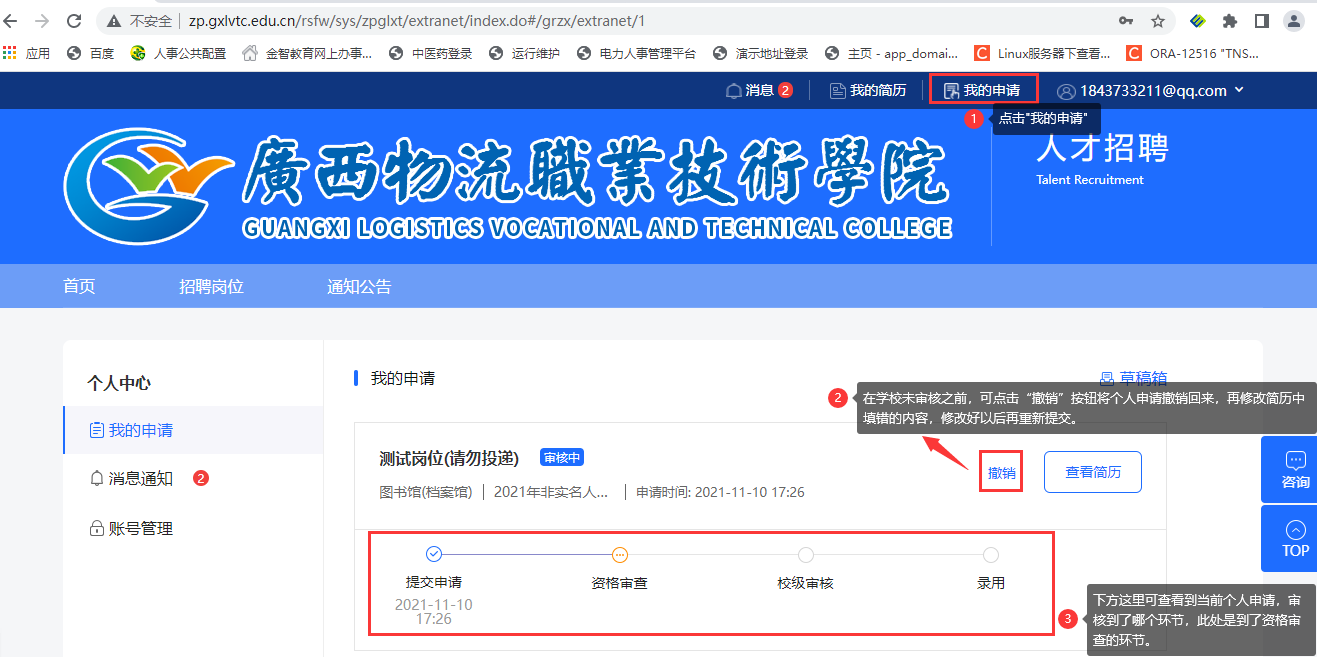 不安全 zp.gxlvtc.edu.cn/rsfw/sys/zpglxt/extranet/index.do#/grzx/extranet/1
应用 百度 人事公共配置 金智教育网上办事... 中医药登录 运行维护 电力人事管理平台 演示地址登录 主页 - app_domai... Linux服务器下查看... ORA-12516 "TNS...
消息 2 我的简历 我的申请 1843733211@qq.com
1 点击"我的申请"
廣西物流職業技術學院
GUANGXI LOGISTICS VOCATIONAL AND TECHNICAL COLLEGE
人才招聘
Talent Recruitment
首页 招聘岗位 通知公告
个人中心
我的申请
消息通知 2
账号管理
我的申请
草稿箱
2 在学校未审核之前，可点击“撤销”按钮将个人申请撤销回来，再修改简历中
填错的内容，修改好以后再重新提交。
测试岗位(请勿投递) 审核中
图书馆(档案馆) 2021年非实名人... 申请时间: 2021-11-10 17:26
撤销 查看简历
咨询
TOP
提交申请 资格审查 校级审核 录用
2021-11-10
17:26
3 下方这里可查看到当前个人申请，审
核到了哪个环节，此处是到了资格审
查的环节。